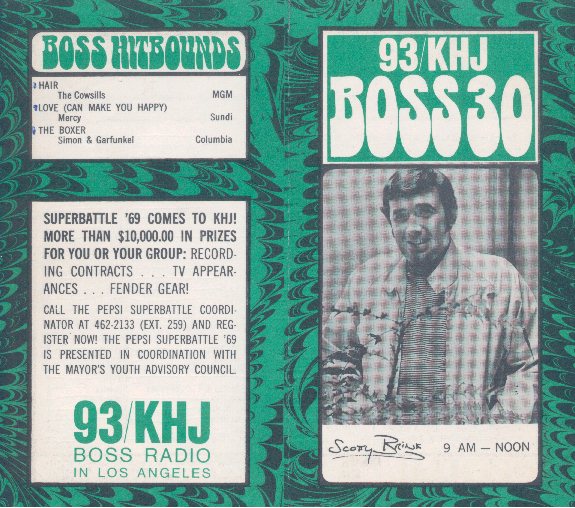 BOSS HITBOUNDS
HAIR
The Cowsills MGM
LOVE (CAN MAKE YOU HAPPY)
Mercy Sundi
THE BOXER
Simon & Garfunkel Columbia
SUPERBATTLE '69 COMES TO KHJ!
MORE THAN $10,000.00 IN PRIZES
FOR YOU OR YOUR GROUP: RECORD-
ING CONTRACTS . . . TV APPEAR-
ANCES . . . FENDER GEAR!
CALL THE PEPSI SUPERBATTLE COORDI-
NATOR AT 462-2133 (EXT. 259) AND REG-
ISTER NOW! THE PEPSI SUPERBATTLE '69
IS PRESENTED IN COORDINATION WITH
THE MAYOR'S YOUTH ADVISORY COUNCIL.
93/KHJ
BOSS RADIO
IN LOS ANGELES
93/KHJ
BOSS 30
Scotty Brink 9 AM – NOON